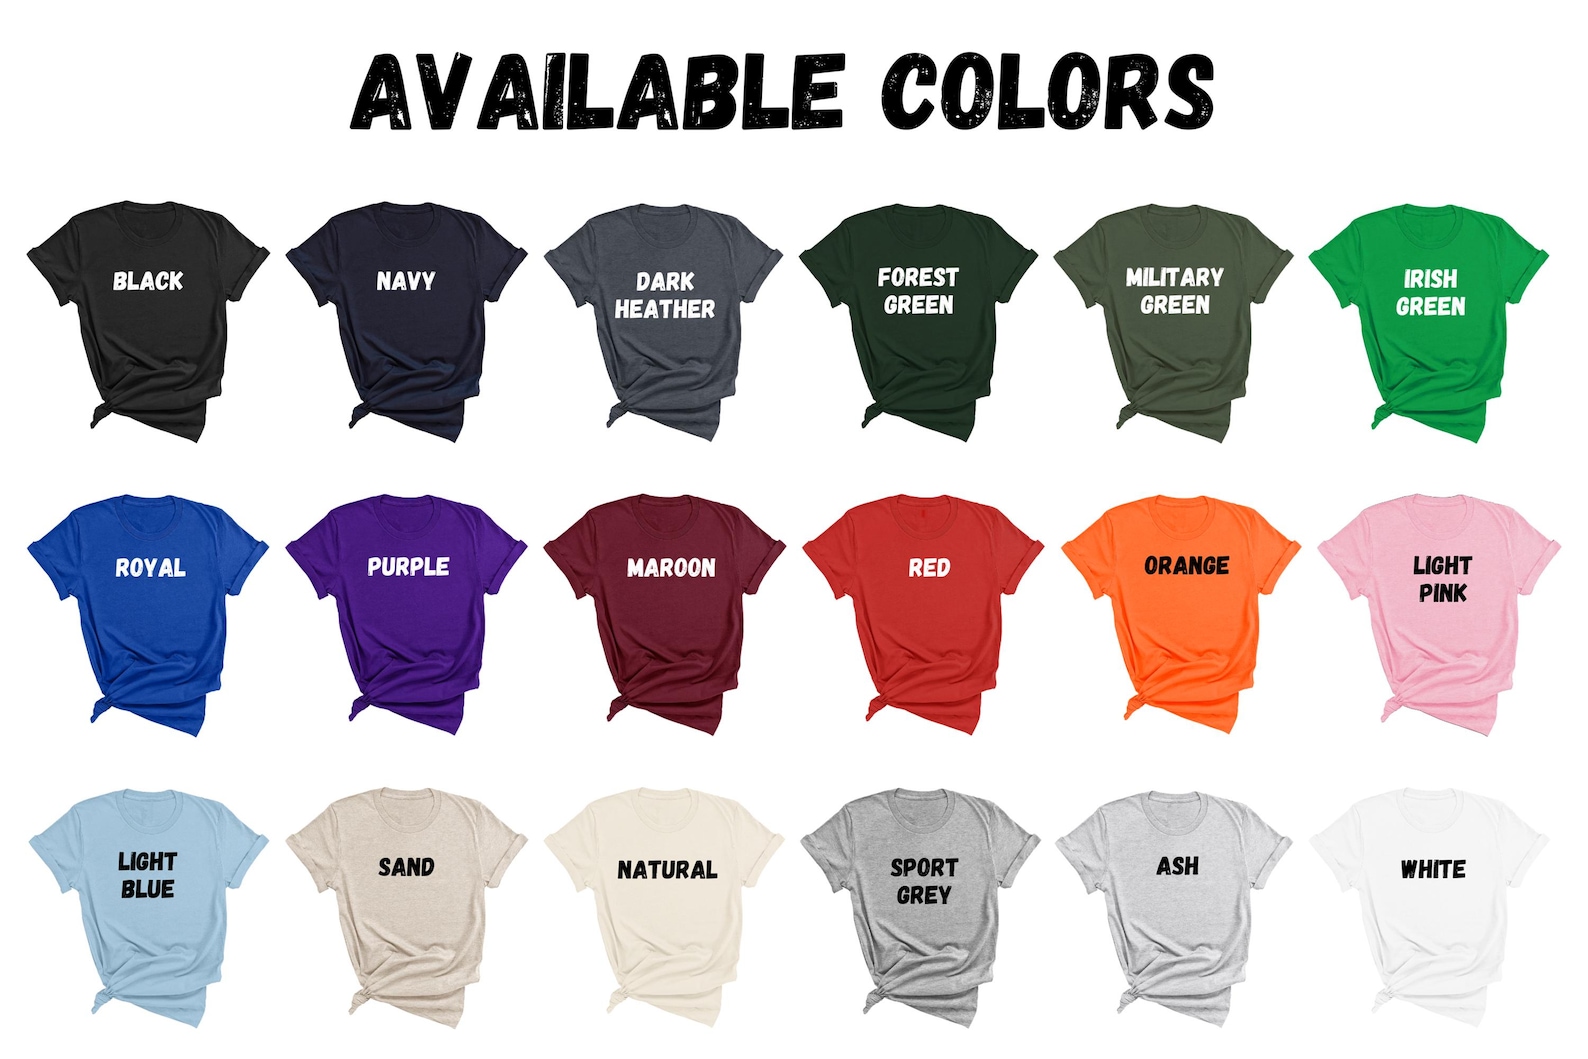 AVAILABLE COLORS
BLACK
NAVY
DARK
HEATHER
FOREST
GREEN
MILITARY
GREEN
IRISH
GREEN
ROYAL
PURPLE
MAROON
RED
ORANGE
LIGHT
PINK
LIGHT
BLUE
SAND
NATURAL
SPORT
GREY
ASH
WHITE